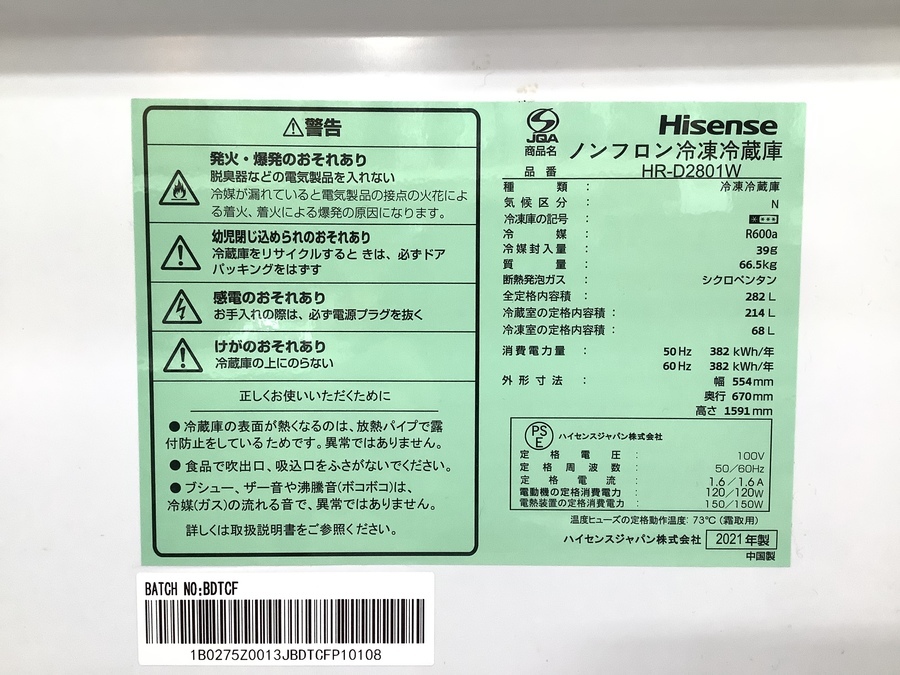 ⚠警告
発火・爆発のおそれあり
脱臭器などの電気製品を入れない
冷媒が漏れていると電気製品の接点の火花に
よる着火、着火による爆発の原因になります。
幼児閉じ込められのおそれあり
冷蔵庫をリサイクルするとき は、必ずドア
パッキングをはずす
感電のおそれあり
お手入れの際は、必ず電源プラグを抜く
けがのおそれあり
冷蔵庫の上にのらない
正しくお使いいただくために
●冷蔵庫の表面が熱くなるのは、放熱パイプで露
付防止をしているためです。異常ではありません。
●食品で吹出口、吸込口をふさがないでください。
●ブシュー、ザー音や沸騰音(ボコボコ)は、
冷媒(ガス)の流れる音で、異常ではありません。
詳しくは取扱説明書をご参照ください。
JQA
Hisense
商品名 ノンフロン冷凍冷蔵庫
品番 HR-D2801W
種類 : 冷凍冷蔵庫
気候区分 : N
冷凍庫の記号 : * ***
冷媒 : R600a
冷媒封入量 : 39g
質量 : 66.5kg
断熱発泡ガス : シクロペンタン
全定格内容積 : 282 L
冷蔵室の定格内容積 : 214 L
冷凍室の定格内容積 : 68 L
消費電力量 : 50 Hz 382 kWh/年
60 Hz 382 kWh/年
外形寸法 : 幅 554mm
奥行 670mm
高さ 1591mm
PS
E
ハイセンスジャパン株式会社
定格電圧 : 100V
定格周波数 : 50/60Hz
定格電流 : 1.6/1.6A
電動機の定格消費電力 : 120/120W
電熱装置の定格消費電力 : 150/150W
温度ヒューズの定格動作温度: 73℃(霜取用)
ハイセンスジャパン株式会社 2021年製
中国製
BATCH NO:BDTCF
1B0275Z0013JBDTCFP10108